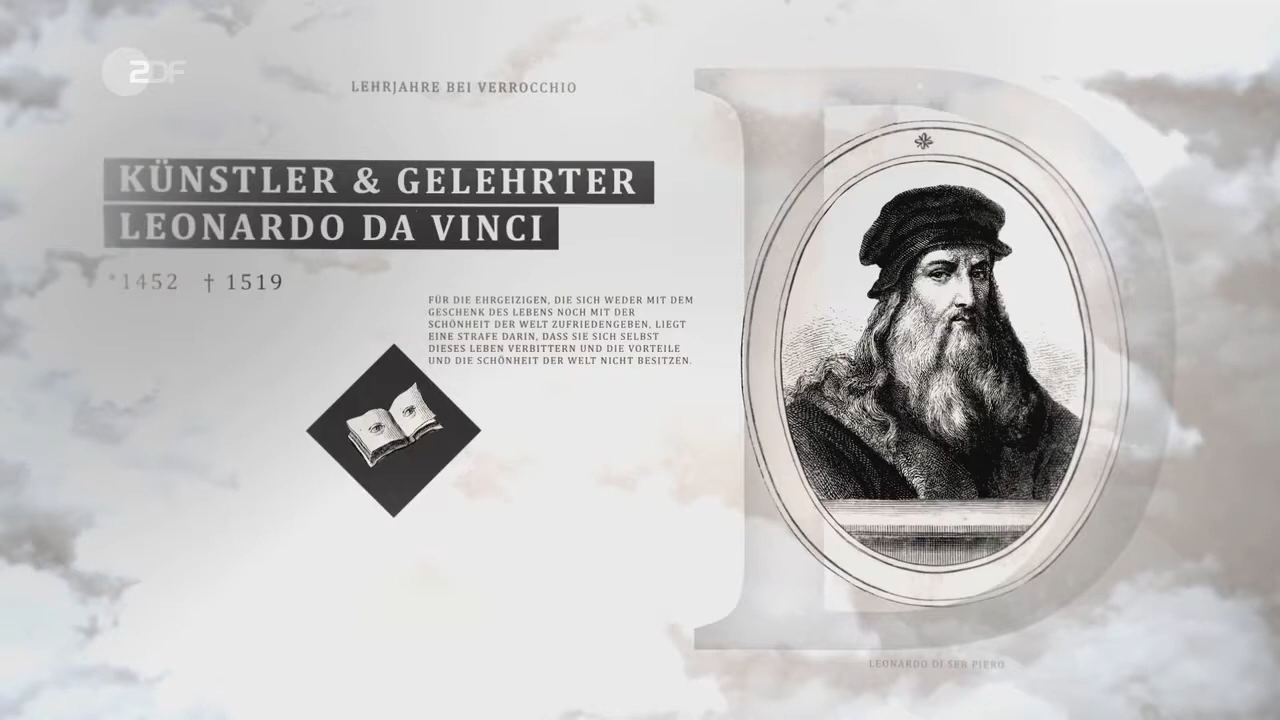 ZDF
LEHRJAHRE BEI VERROCCHIO
KÜNSTLER & GELEHRTER
LEONARDO DA VINCI
*1452 † 1519
FÜR DIE EHRGEIZIGEN, DIE SICH WEDER MIT DEM
GESCHENK DES LEBENS NOCH MIT DER
SCHÖNHEIT DER WELT ZUFRIEDENGEBEN, LIEGT
EINE STRAFE DARIN, DASS SIE SICH SELBST
DIESES LEBEN VERBITTERN UND DIE VORTEILE
UND DIE SCHÖNHEIT DER WELT NICHT BESITZEN.
D
LEONARDO DI SER PIERO